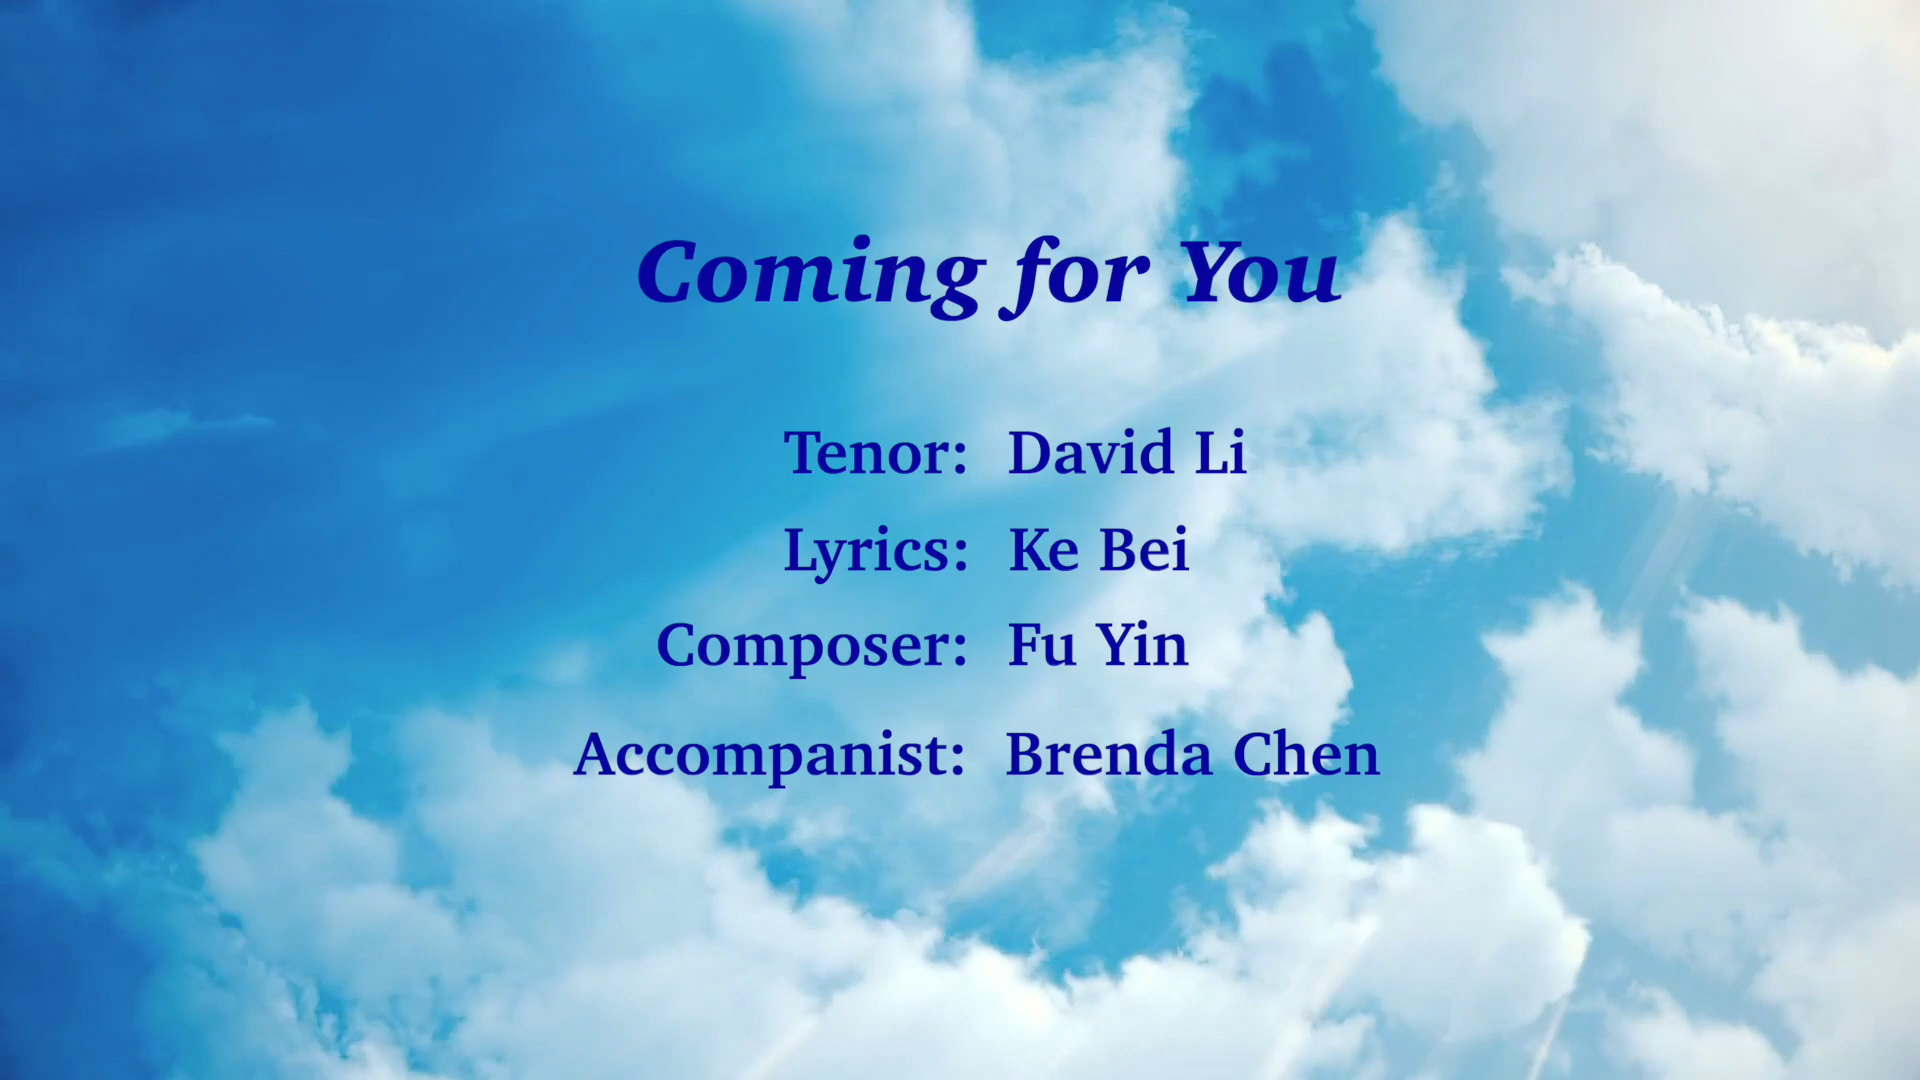 Coming for You
Tenor: David Li
Lyrics: Ke Bei
Composer: Fu Yin
Accompanist: Brenda Chen